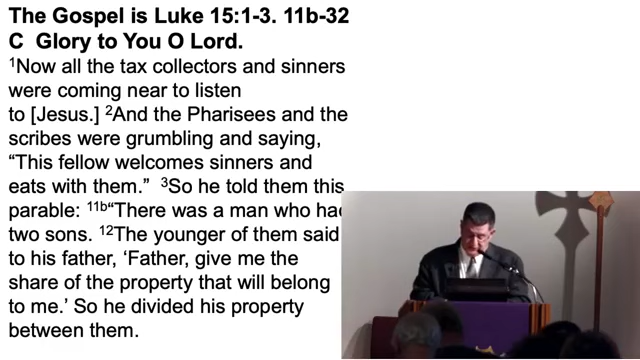 The Gospel is Luke 15:1-3. 11b-32
C  Glory to You O Lord.
¹Now all the tax collectors and sinners
were coming near to listen
to [Jesus.] ²And the Pharisees and the
scribes were grumbling and saying,
“This fellow welcomes sinners and
eats with them.”  ³So he told them this
parable: ¹¹ᵇ“There was a man who had
two sons. ¹²The younger of them said
to his father, ‘Father, give me the
share of the property that will belong
to me.’ So he divided his property
between them.